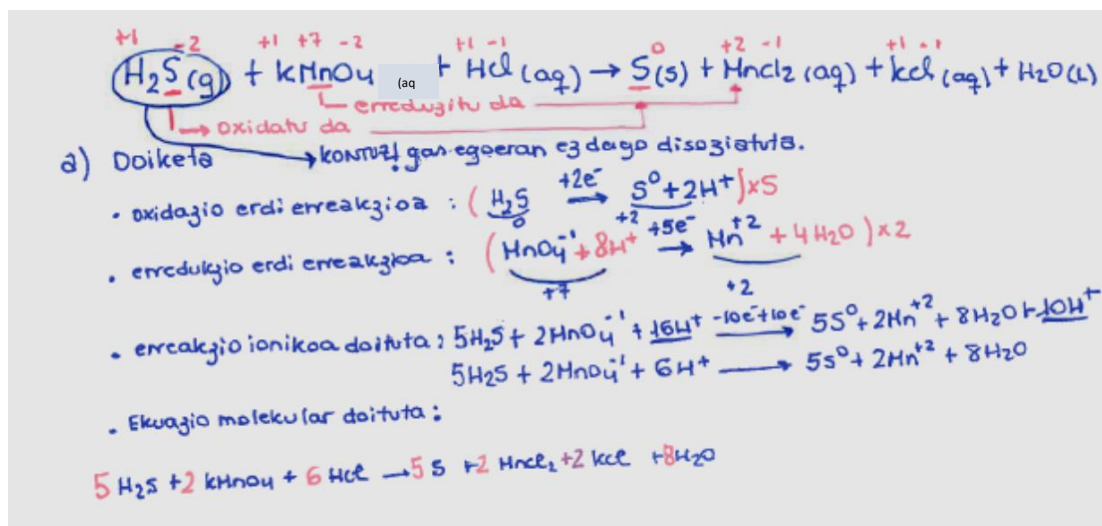 +1 -2 +1 +7 -2 +1 -1 0 +2 -1 +1 -1
H₂S (g) + KMnO₄ (aq + HCl (aq) → S(s) + MnCl₂ (aq) + KCl (aq) + H₂O(l)
erreduzitu da
oxidatu da
a) Doiketa → KONTUZ! gas egoeran ez dago disoziatuta.
• oxidazio erdi erreakzioa : ( H₂S +2e⁻ → S⁰ + 2H⁺ ) x5
0 +2
• erredukzio erdi erreakzioa : ( MnO₄⁻¹ + 8H⁺ +5e⁻ → Mn⁺² + 4H₂O ) x2
+7 +2
• erreakzio ionikoa doituta : 5H₂S + 2MnO₄⁻¹ + 16H⁺ -10e⁻+10e⁻ → 5S⁰ + 2Mn⁺² + 8H₂O + 10H⁺
5H₂S + 2MnO₄⁻¹ + 6H⁺ → 5S⁰ + 2Mn⁺² + 8H₂O
• Ekuazio molekular doituta :
5 H₂S + 2 KMnO₄ + 6 HCl → 5 S + 2 MnCl₂ + 2 KCl + 8H₂O